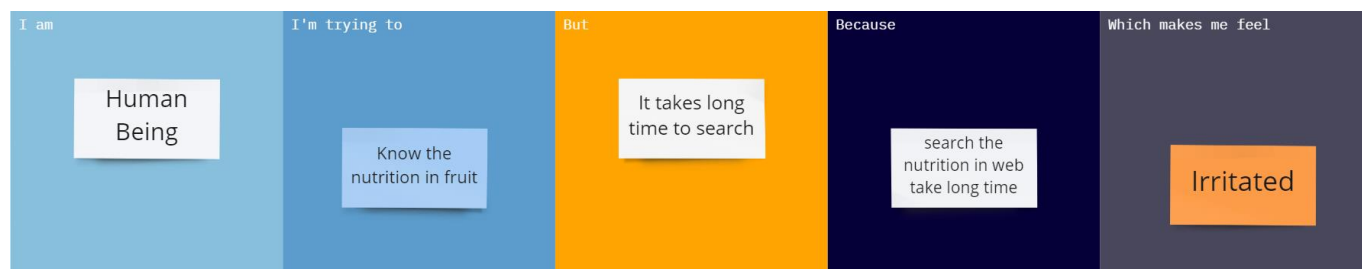 I am
Human
Being
I'm trying to
Know the
nutrition in fruit
But
It takes long
time to search
Because
search the
nutrition in web
take long time
Which makes me feel
Irritated